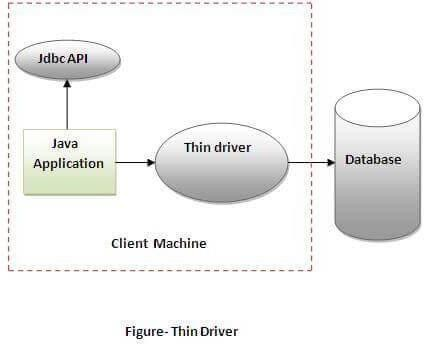 Jdbc API
Java
Application
Thin driver
Database
Client Machine
Figure- Thin Driver